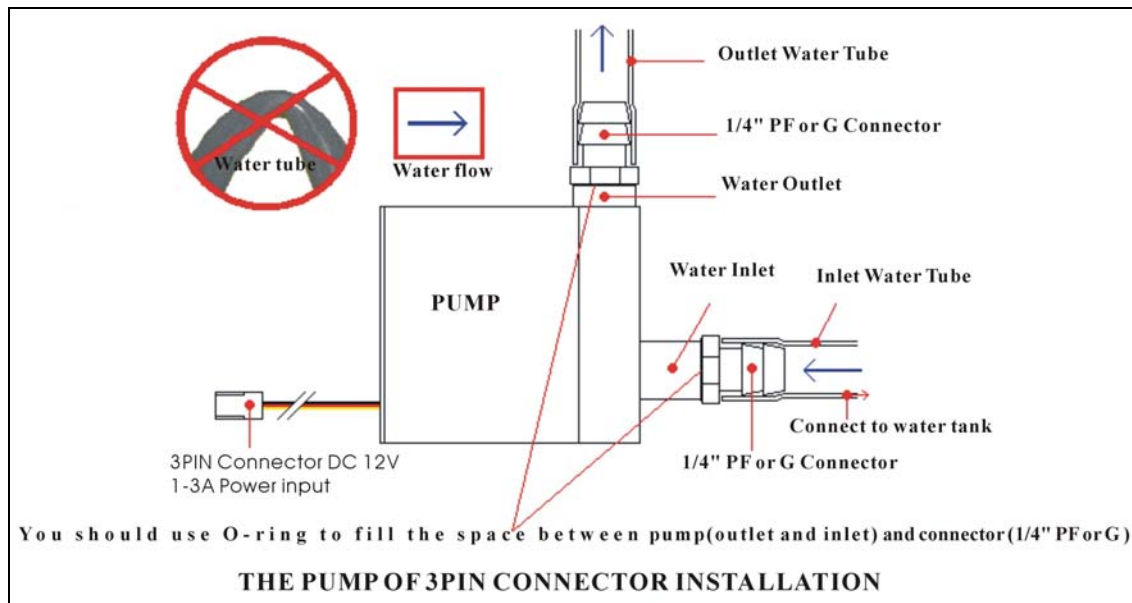 Outlet Water Tube
1/4" PF or G Connector
Water tube
Water flow
Water Outlet
Water Inlet
Inlet Water Tube
PUMP
Connect to water tank
3PIN Connector DC 12V
1-3A Power input
1/4" PF or G Connector
You should use O-ring to fill the space between pump(outlet and inlet) and connector(1/4" PF or G)
THE PUMP OF 3PIN CONNECTOR INSTALLATION